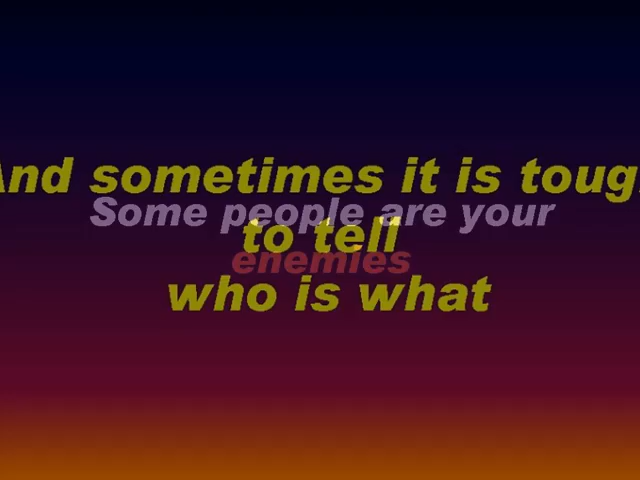 And sometimes it is tough
Some people are your
to tell
enemies
who is what